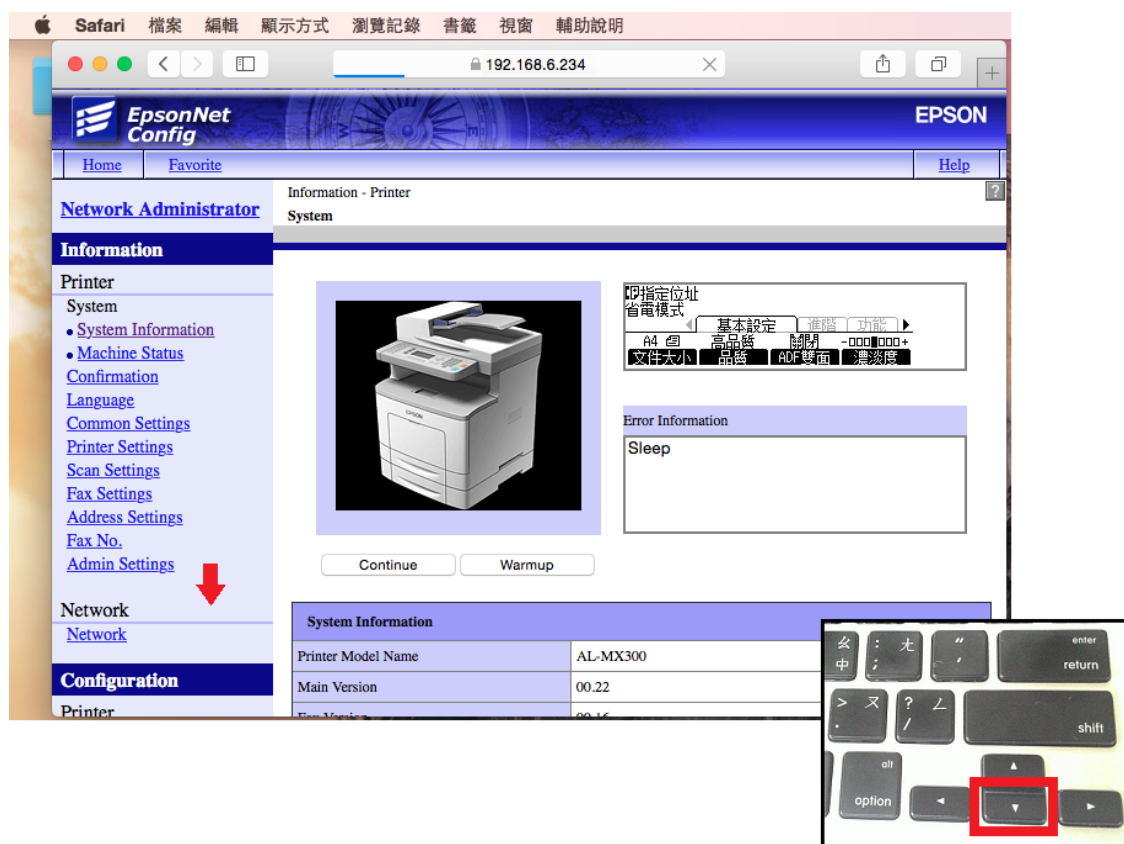 Safari 檔案 編輯 顯示方式 瀏覽記錄 書籤 視窗 輔助說明
192.168.6.234
EpsonNet
Config
EPSON
Home Favorite Help
Network Administrator
Information - Printer
?
System
Information
Printer
System
• System Information
• Machine Status
Confirmation
Language
Common Settings
Printer Settings
Scan Settings
Fax Settings
Address Settings
Fax No.
Admin Settings
Network
Network
Configuration
Printer
EPSON
指定位址
省電模式
基本設定 進階 功能
A4 高品質 關閉 - +
文件大小 品質 ADF雙面 濃淡度
Error Information
Sleep
Continue Warmup
System Information
Printer Model Name AL-MX300
Main Version 00.22
00.16
ㄠ : ㄤ " enter
中 ; ' return
> ㄡ ? ㄥ
. / shift
alt
option